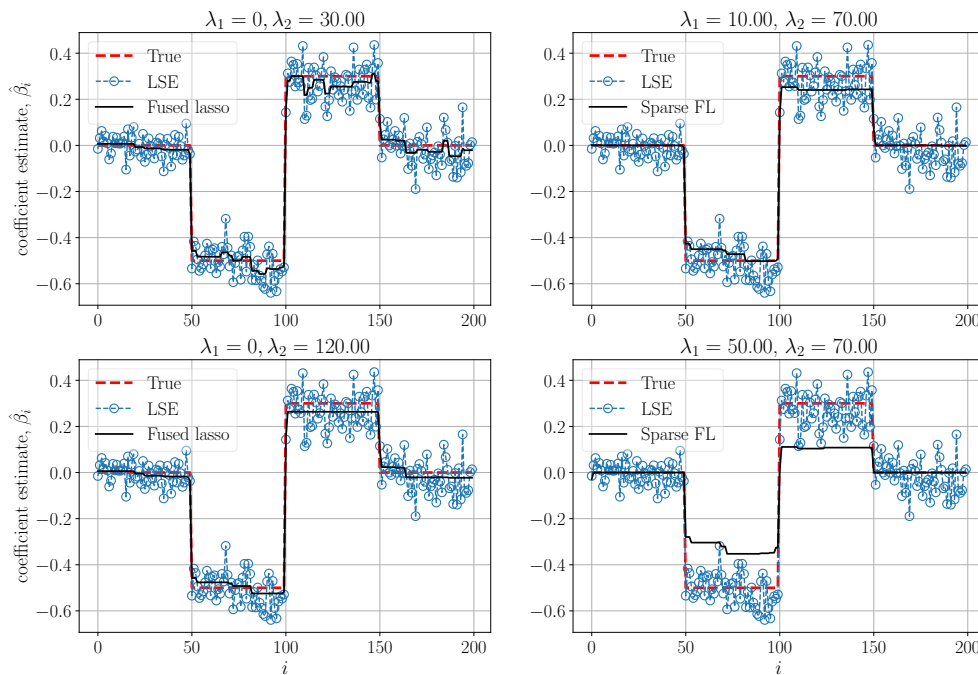 λ₁ = 0, λ₂ = 30.00
0.4
0.2
0.0
−0.2
−0.4
−0.6
coefficient estimate, β̂ᵢ
True
LSE
Fused lasso
0 50 100 150 200
λ₁ = 10.00, λ₂ = 70.00
0.4
0.2
0.0
−0.2
−0.4
−0.6
True
LSE
Sparse FL
0 50 100 150 200
λ₁ = 0, λ₂ = 120.00
0.4
0.2
0.0
−0.2
−0.4
−0.6
coefficient estimate, β̂ᵢ
True
LSE
Fused lasso
0 50 100 150 200
i
λ₁ = 50.00, λ₂ = 70.00
0.4
0.2
0.0
−0.2
−0.4
−0.6
True
LSE
Sparse FL
0 50 100 150 200
i